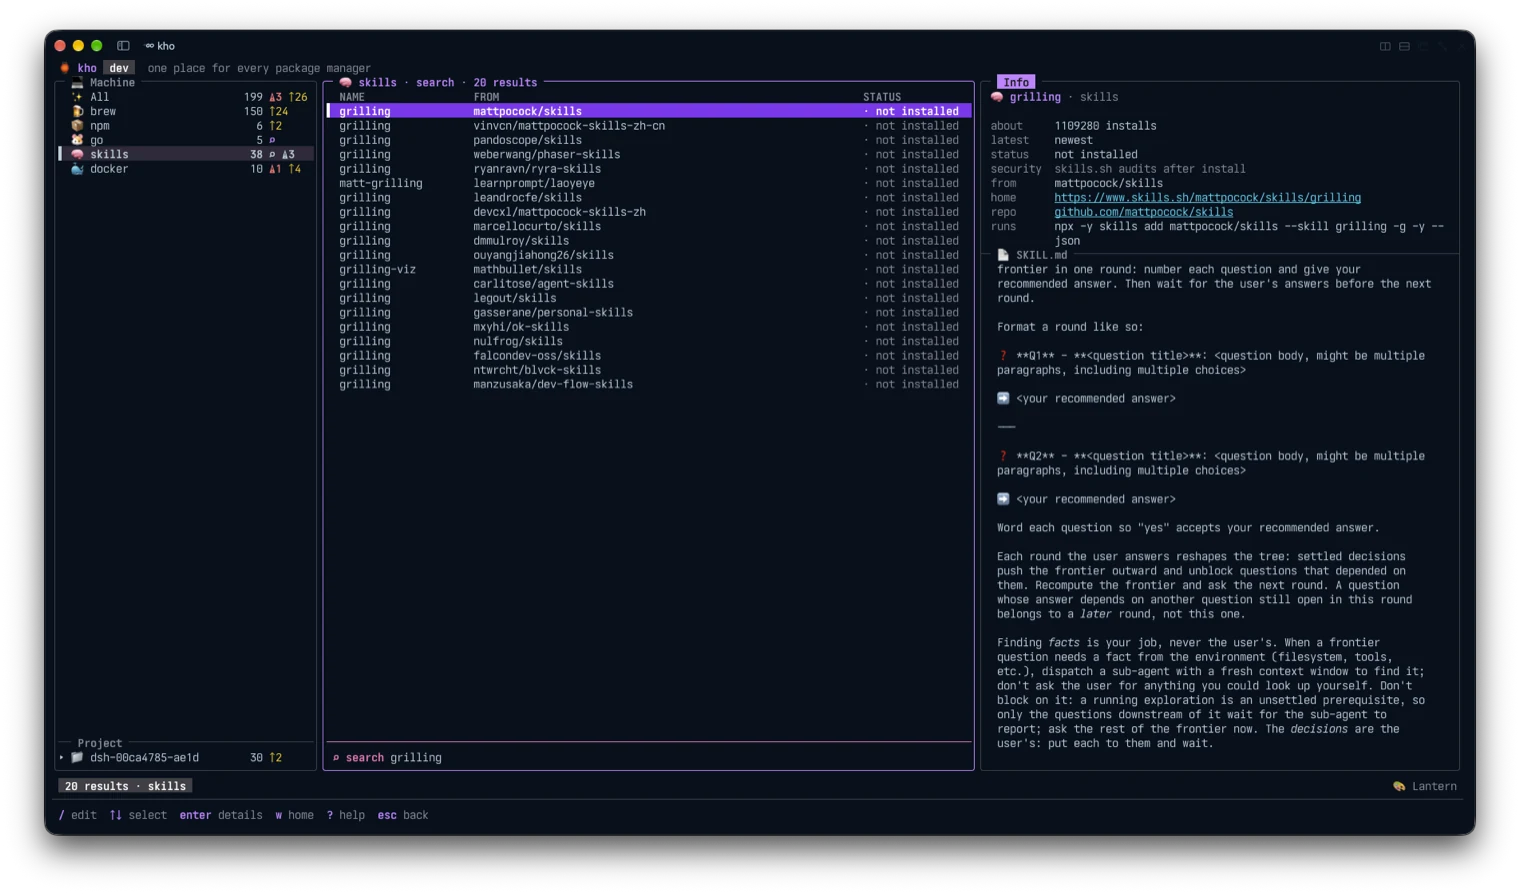 kho
kho dev one place for every package manager
Machine
All 199 ▲3 ↑26
brew 150 ↑24
npm 6 ↑2
go 5
skills 38 ▲3
docker 10 ▲1 ↑4
Project
▸ dsh-00ca4785-ae1d 30 ↑2
skills · search · 20 results
NAME FROM STATUS
grilling mattpocock/skills · not installed
grilling vinvcn/mattpocock-skills-zh-cn · not installed
grilling pandoscope/skills · not installed
grilling weberwang/phaser-skills · not installed
grilling ryanravn/ryra-skills · not installed
matt-grilling learnprompt/laoyeye · not installed
grilling leandrocfe/skills · not installed
grilling devcxl/mattpocock-skills-zh · not installed
grilling marcellocurto/skills · not installed
grilling dmmulroy/skills · not installed
grilling ouyangjiahong26/skills · not installed
grilling-viz mathbullet/skills · not installed
grilling carlitose/agent-skills · not installed
grilling legout/skills · not installed
grilling gasserane/personal-skills · not installed
grilling mxyhi/ok-skills · not installed
grilling nulfrog/skills · not installed
grilling falcondev-oss/skills · not installed
grilling ntwrcht/blvck-skills · not installed
grilling manzusaka/dev-flow-skills · not installed
search grilling
Info
grilling · skills
about 1109280 installs
latest newest
status not installed
security skills.sh audits after install
from mattpocock/skills
home https://www.skills.sh/mattpocock/skills/grilling
repo github.com/mattpocock/skills
runs npx -y skills add mattpocock/skills --skill grilling -g -y --
json
SKILL.md
frontier in one round: number each question and give your
recommended answer. Then wait for the user's answers before the next
round.
Format a round like so:
❓ **Q1** - **<question title>**: <question body, might be multiple
paragraphs, including multiple choices>
➡️ <your recommended answer>
───
❓ **Q2** - **<question title>**: <question body, might be multiple
paragraphs, including multiple choices>
➡️ <your recommended answer>
Word each question so "yes" accepts your recommended answer.
Each round the user answers reshapes the tree: settled decisions
push the frontier outward and unblock questions that depended on
them. Recompute the frontier and ask the next round. A question
whose answer depends on another question still open in this round
belongs to a later round, not this one.
Finding facts is your job, never the user's. When a frontier
question needs a fact from the environment (filesystem, tools,
etc.), dispatch a sub-agent with a fresh context window to find it;
don't ask the user for anything you could look up yourself. Don't
block on it: a running exploration is an unsettled prerequisite, so
only the questions downstream of it wait for the sub-agent to
report; ask the rest of the frontier now. The decisions are the
user's: put each to them and wait.
20 results · skills
Lantern
/ edit ↑↓ select enter details w home ? help esc back